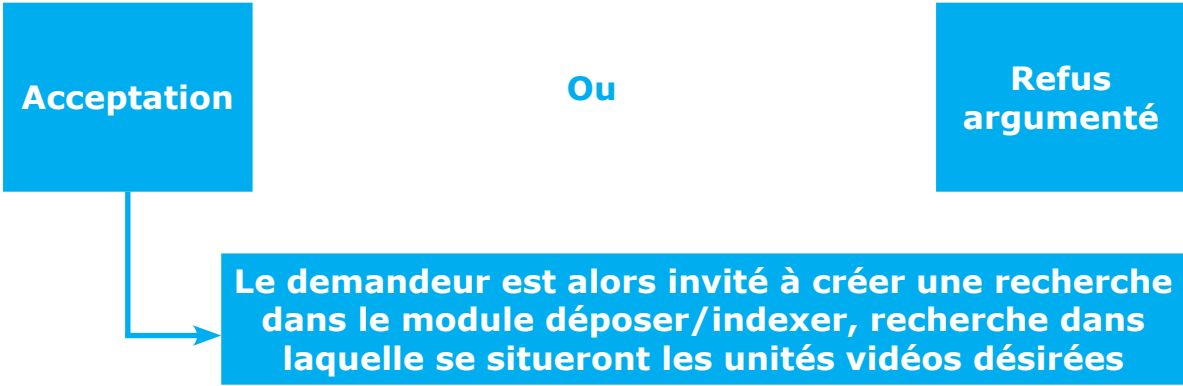 Acceptation
Ou
Refus
argumenté
Le demandeur est alors invité à créer une recherche
dans le module déposer/indexer, recherche dans
laquelle se situeront les unités vidéos désirées